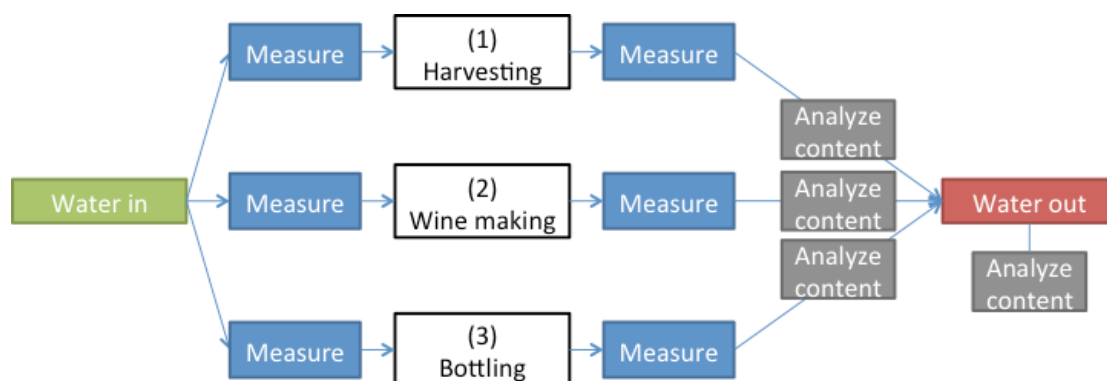 Measure
(1)
Harvesting
Measure
Analyze
content
Water in
Measure
(2)
Wine making
Measure
Analyze
content
Water out
Analyze
content
Analyze
content
Measure
(3)
Bottling
Measure